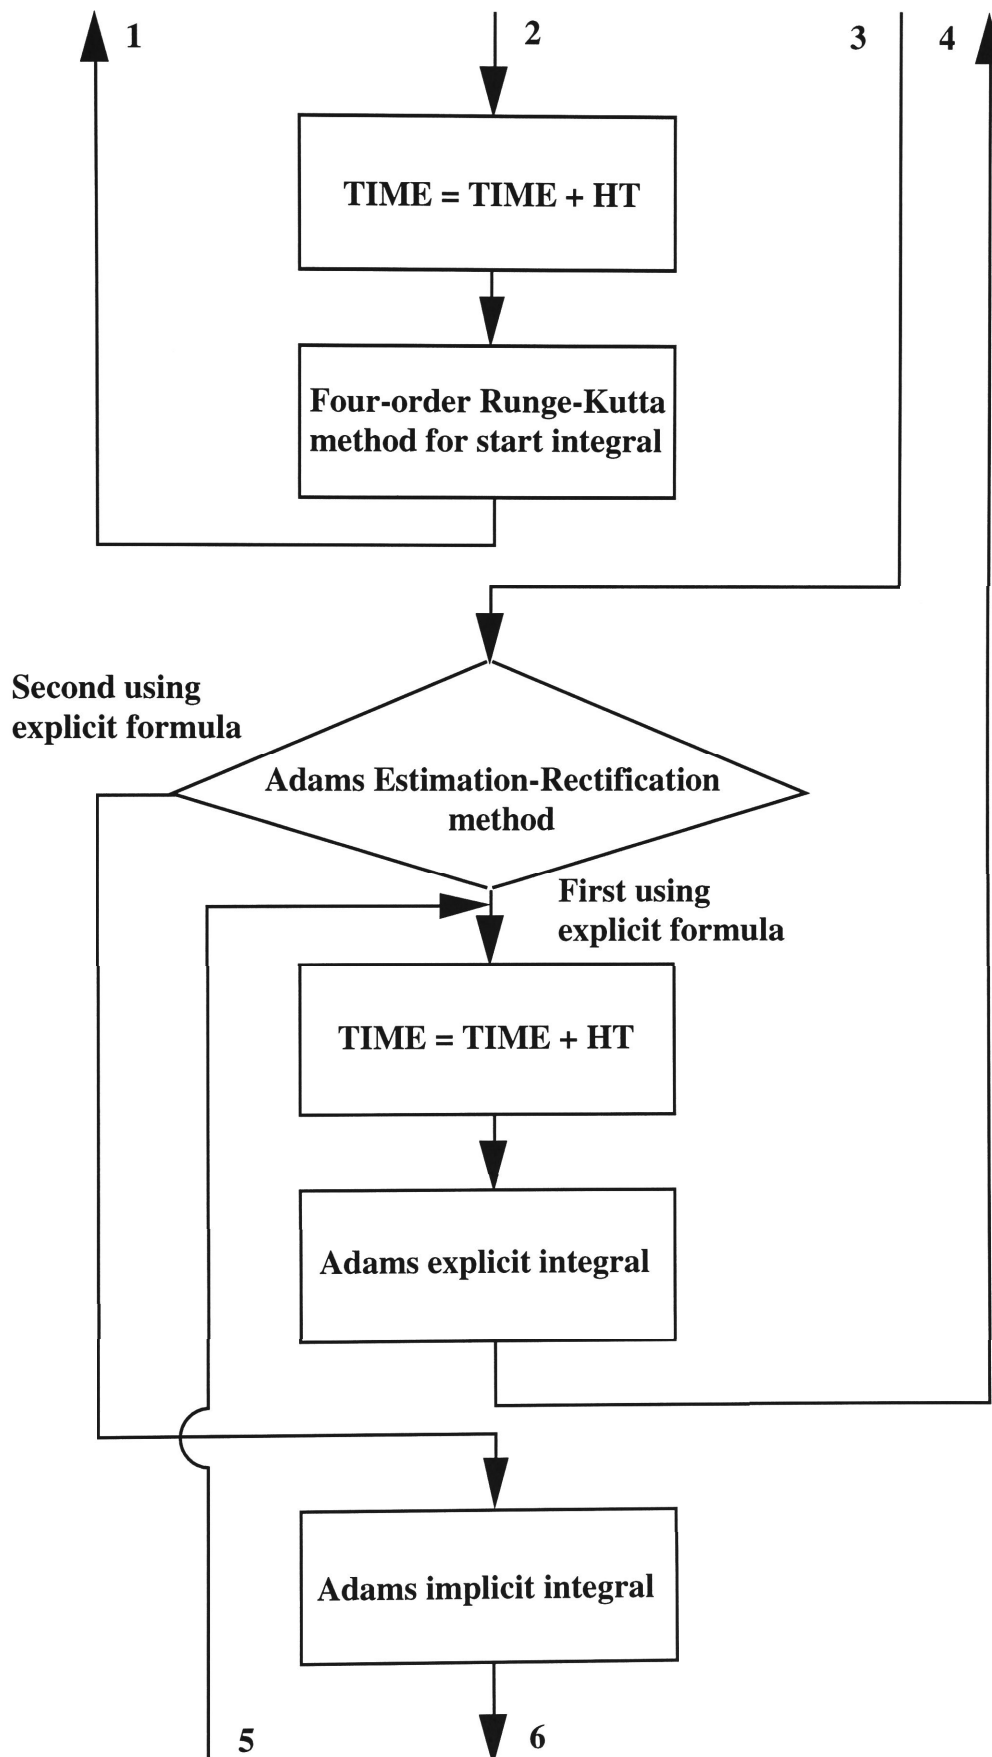 1
2
3
4
TIME = TIME + HT
Four-order Runge-Kutta
method for start integral
Second using
explicit formula
Adams Estimation-Rectification
method
First using
explicit formula
TIME = TIME + HT
Adams explicit integral
Adams implicit integral
5
6